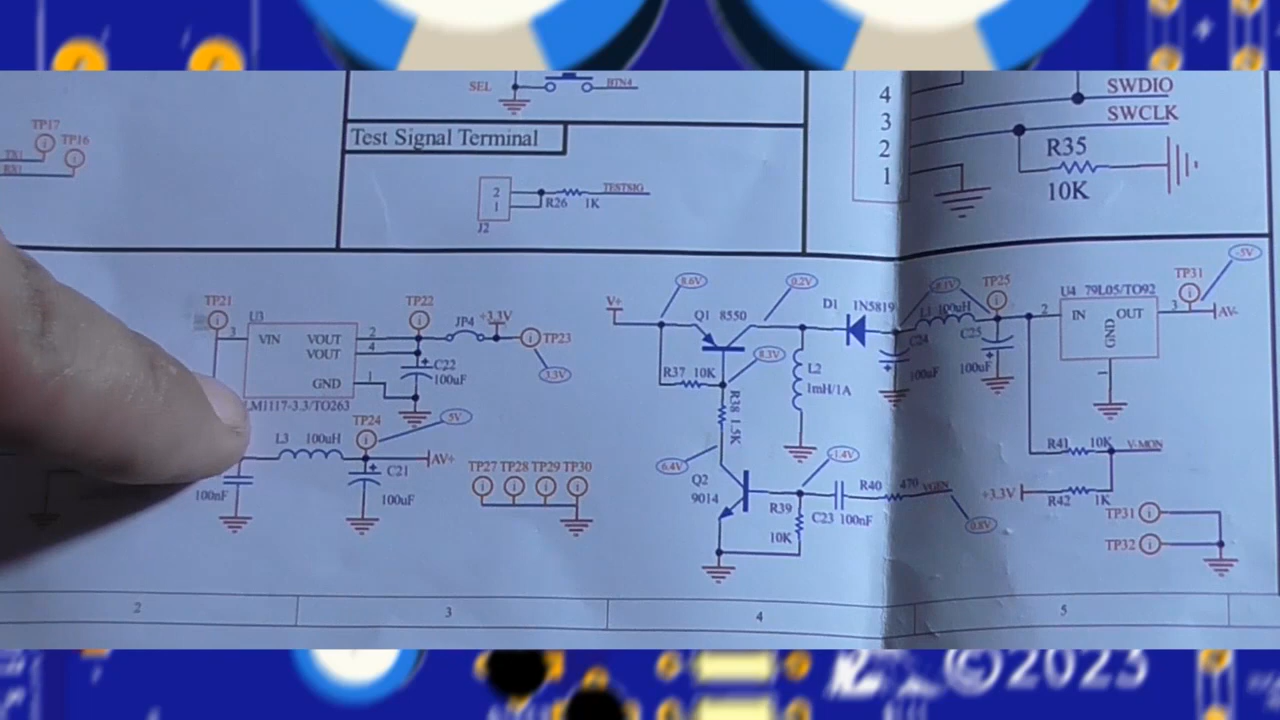 SEL
BTN4
4
SWDIO
3
SWCLK
TP17
TP16
Test Signal Terminal
2
R35
TX1
RX1
1
10K
2
1
R26
1K
TESTSIG
J2
-5V
TP21
U3
TP22
JP4
+3.3V
TP23
3
VIN
VOUT
2
VOUT
4
GND
1
C22
100uF
3.3V
LM1117-3.3/TO263
V+
8.6V
0.2V
Q1 8550
D1
1N5819
TP25
L1 100uH
C24
100uF
C25
100uF
U4 79L05/TO92
TP31
2
IN
OUT
3
AV-
GND
1
8.3V
R37 10K
L2
1mH/1A
R38 1.5K
TP24
5V
L3 100uH
AV+
C21
100uF
100nF
TP27 TP28 TP29 TP30
6.4V
-1.4V
Q2
9014
R39
10K
C23 100nF
R40
470
VGEN
0.8V
R41
10K
V-MON
+3.3V
R42
1K
TP31
TP32
2
3
4
5
©2023